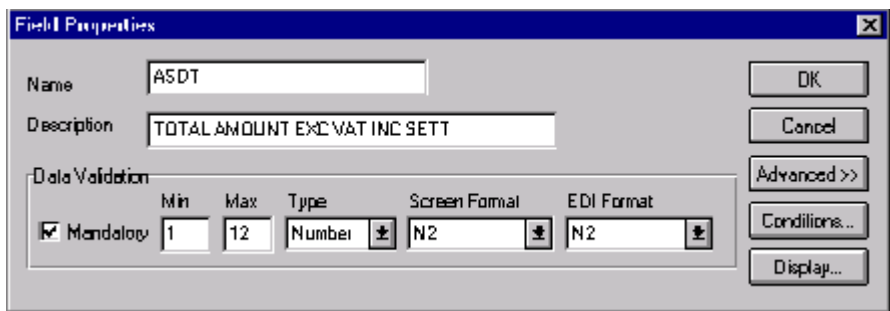 Field Properties
Name ASDT OK
Description TOTAL AMOUNT EXC VAT INC SETT Cancel
Data Validation Advanced >>
Min Max Type Screen Format EDI Format
Mandatory 1 12 Number N2 N2 Conditions...
Display...